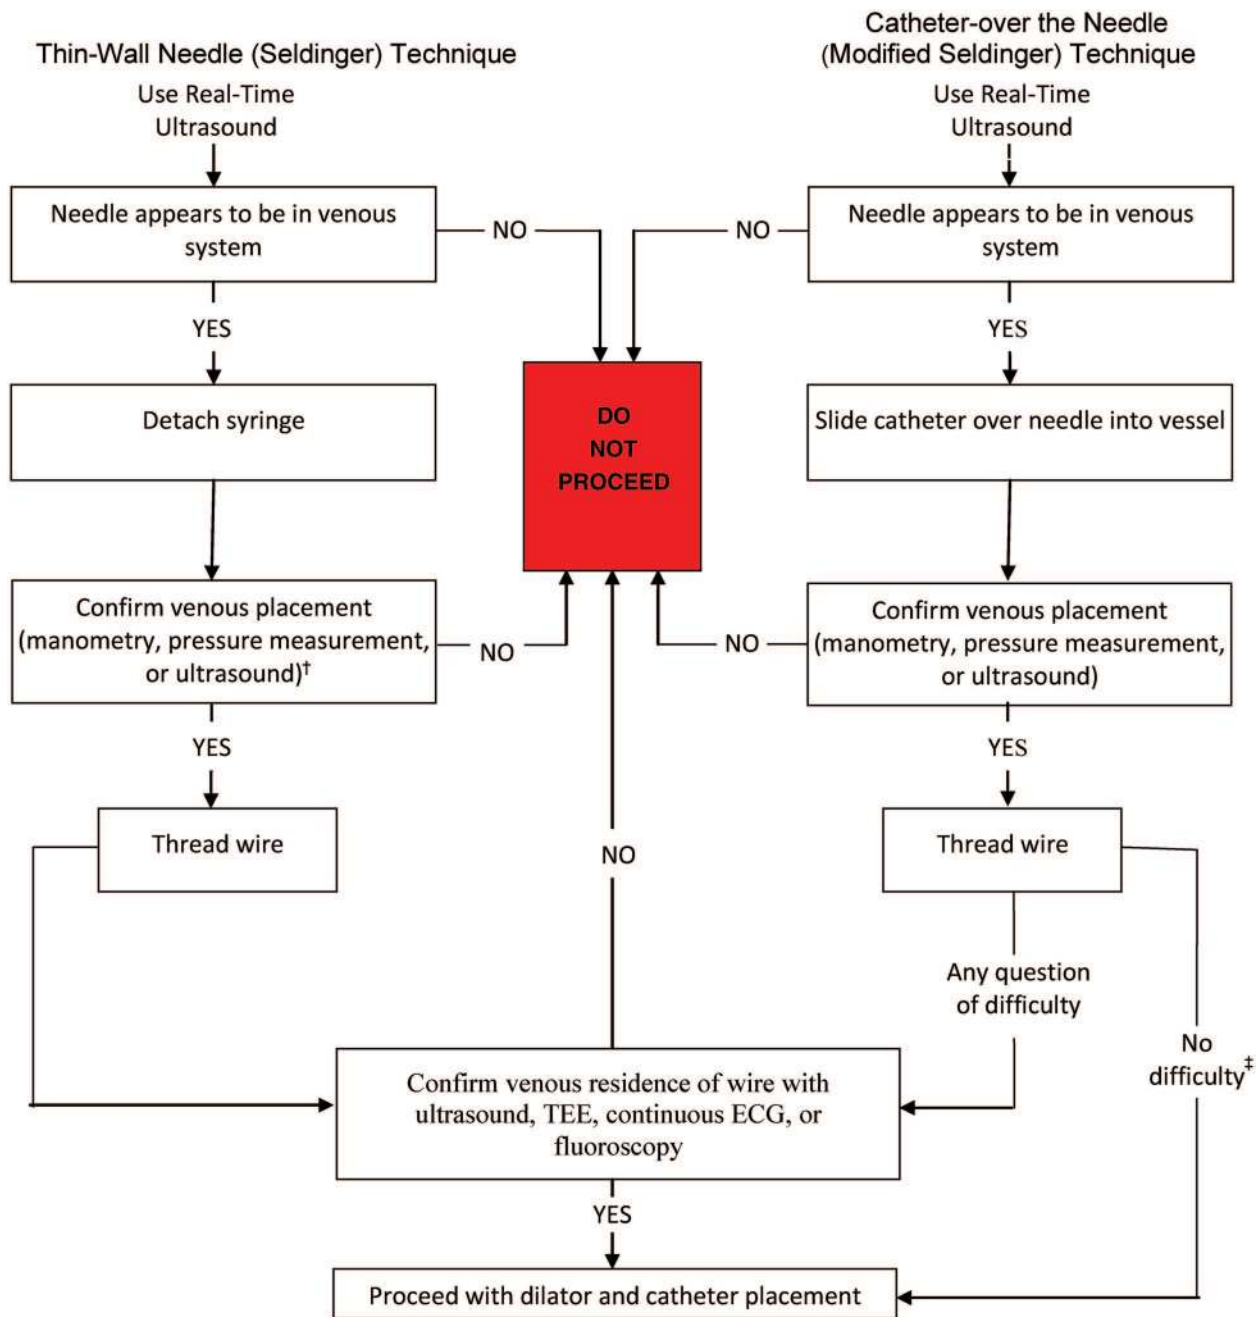 Thin-Wall Needle (Seldinger) Technique
Use Real-Time
Ultrasound
Needle appears to be in venous
system
NO
YES
Detach syringe
Confirm venous placement
(manometry, pressure measurement,
or ultrasound)†
NO
YES
Thread wire
Catheter-over the Needle
(Modified Seldinger) Technique
Use Real-Time
Ultrasound
Needle appears to be in venous
system
NO
YES
Slide catheter over needle into vessel
Confirm venous placement
(manometry, pressure measurement,
or ultrasound)
NO
YES
Thread wire
Any question
of difficulty
No
difficulty‡
DO
NOT
PROCEED
NO
Confirm venous residence of wire with
ultrasound, TEE, continuous ECG, or
fluoroscopy
YES
Proceed with dilator and catheter placement